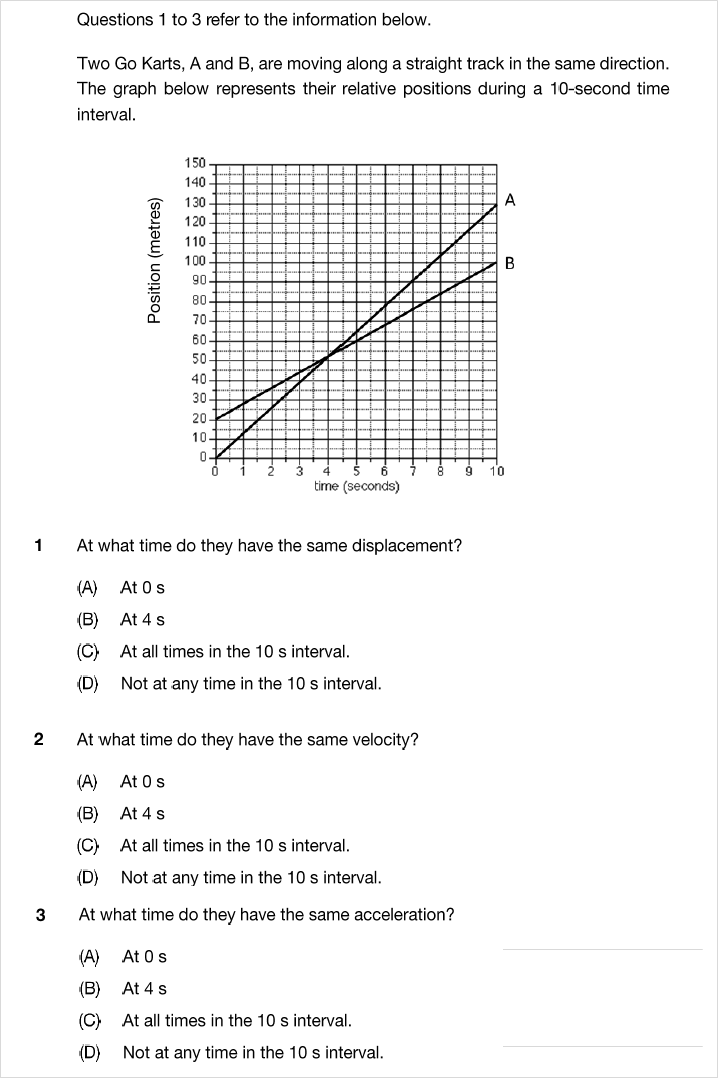 Questions 1 to 3 refer to the information below.
Two Go Karts, A and B, are moving along a straight track in the same direction.
The graph below represents their relative positions during a 10-second time
interval.
Position (metres)
150
140
130
120
110
100
90
80
70
60
50
40
30
20
10
0
A
B
0 1 2 3 4 5 6 7 8 9 10
time (seconds)
1 At what time do they have the same displacement?
(A) At 0 s
(B) At 4 s
(C) At all times in the 10 s interval.
(D) Not at any time in the 10 s interval.
2 At what time do they have the same velocity?
(A) At 0 s
(B) At 4 s
(C) At all times in the 10 s interval.
(D) Not at any time in the 10 s interval.
3 At what time do they have the same acceleration?
(A) At 0 s
(B) At 4 s
(C) At all times in the 10 s interval.
(D) Not at any time in the 10 s interval.